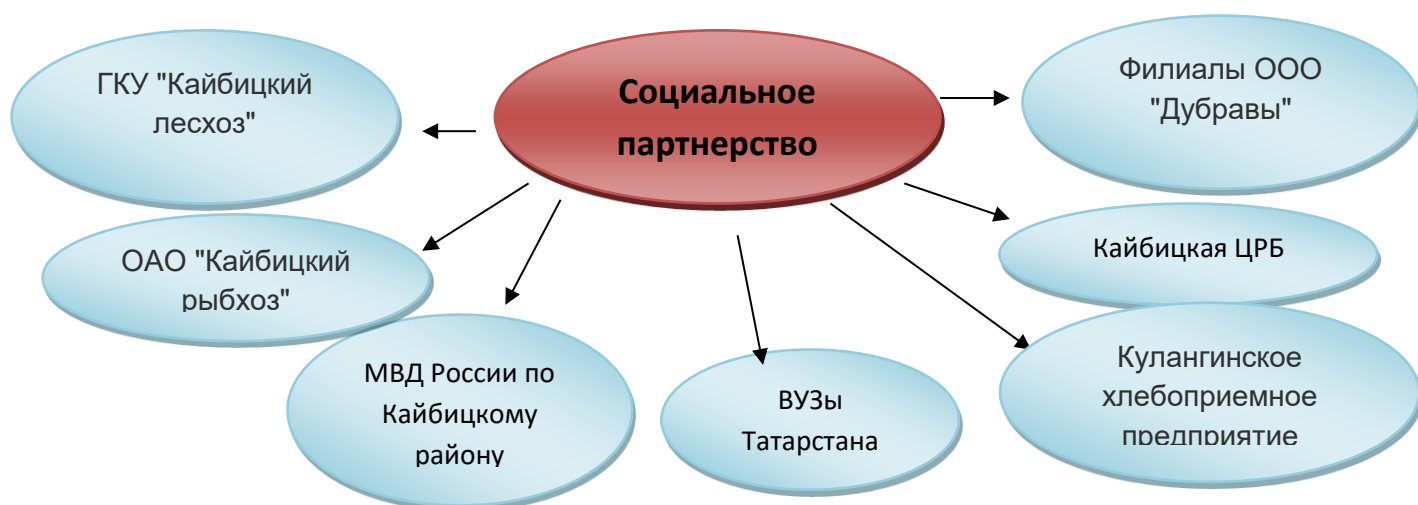 ГКУ "Кайбицкий
лесхоз"
Социальное
партнерство
Филиалы ООО
"Дубравы"
ОАО "Кайбицкий
рыбхоз"
Кайбицкая ЦРБ
МВД России по
Кайбицкому
району
ВУЗы
Татарстана
Кулангинское
хлебоприемное
предприятие